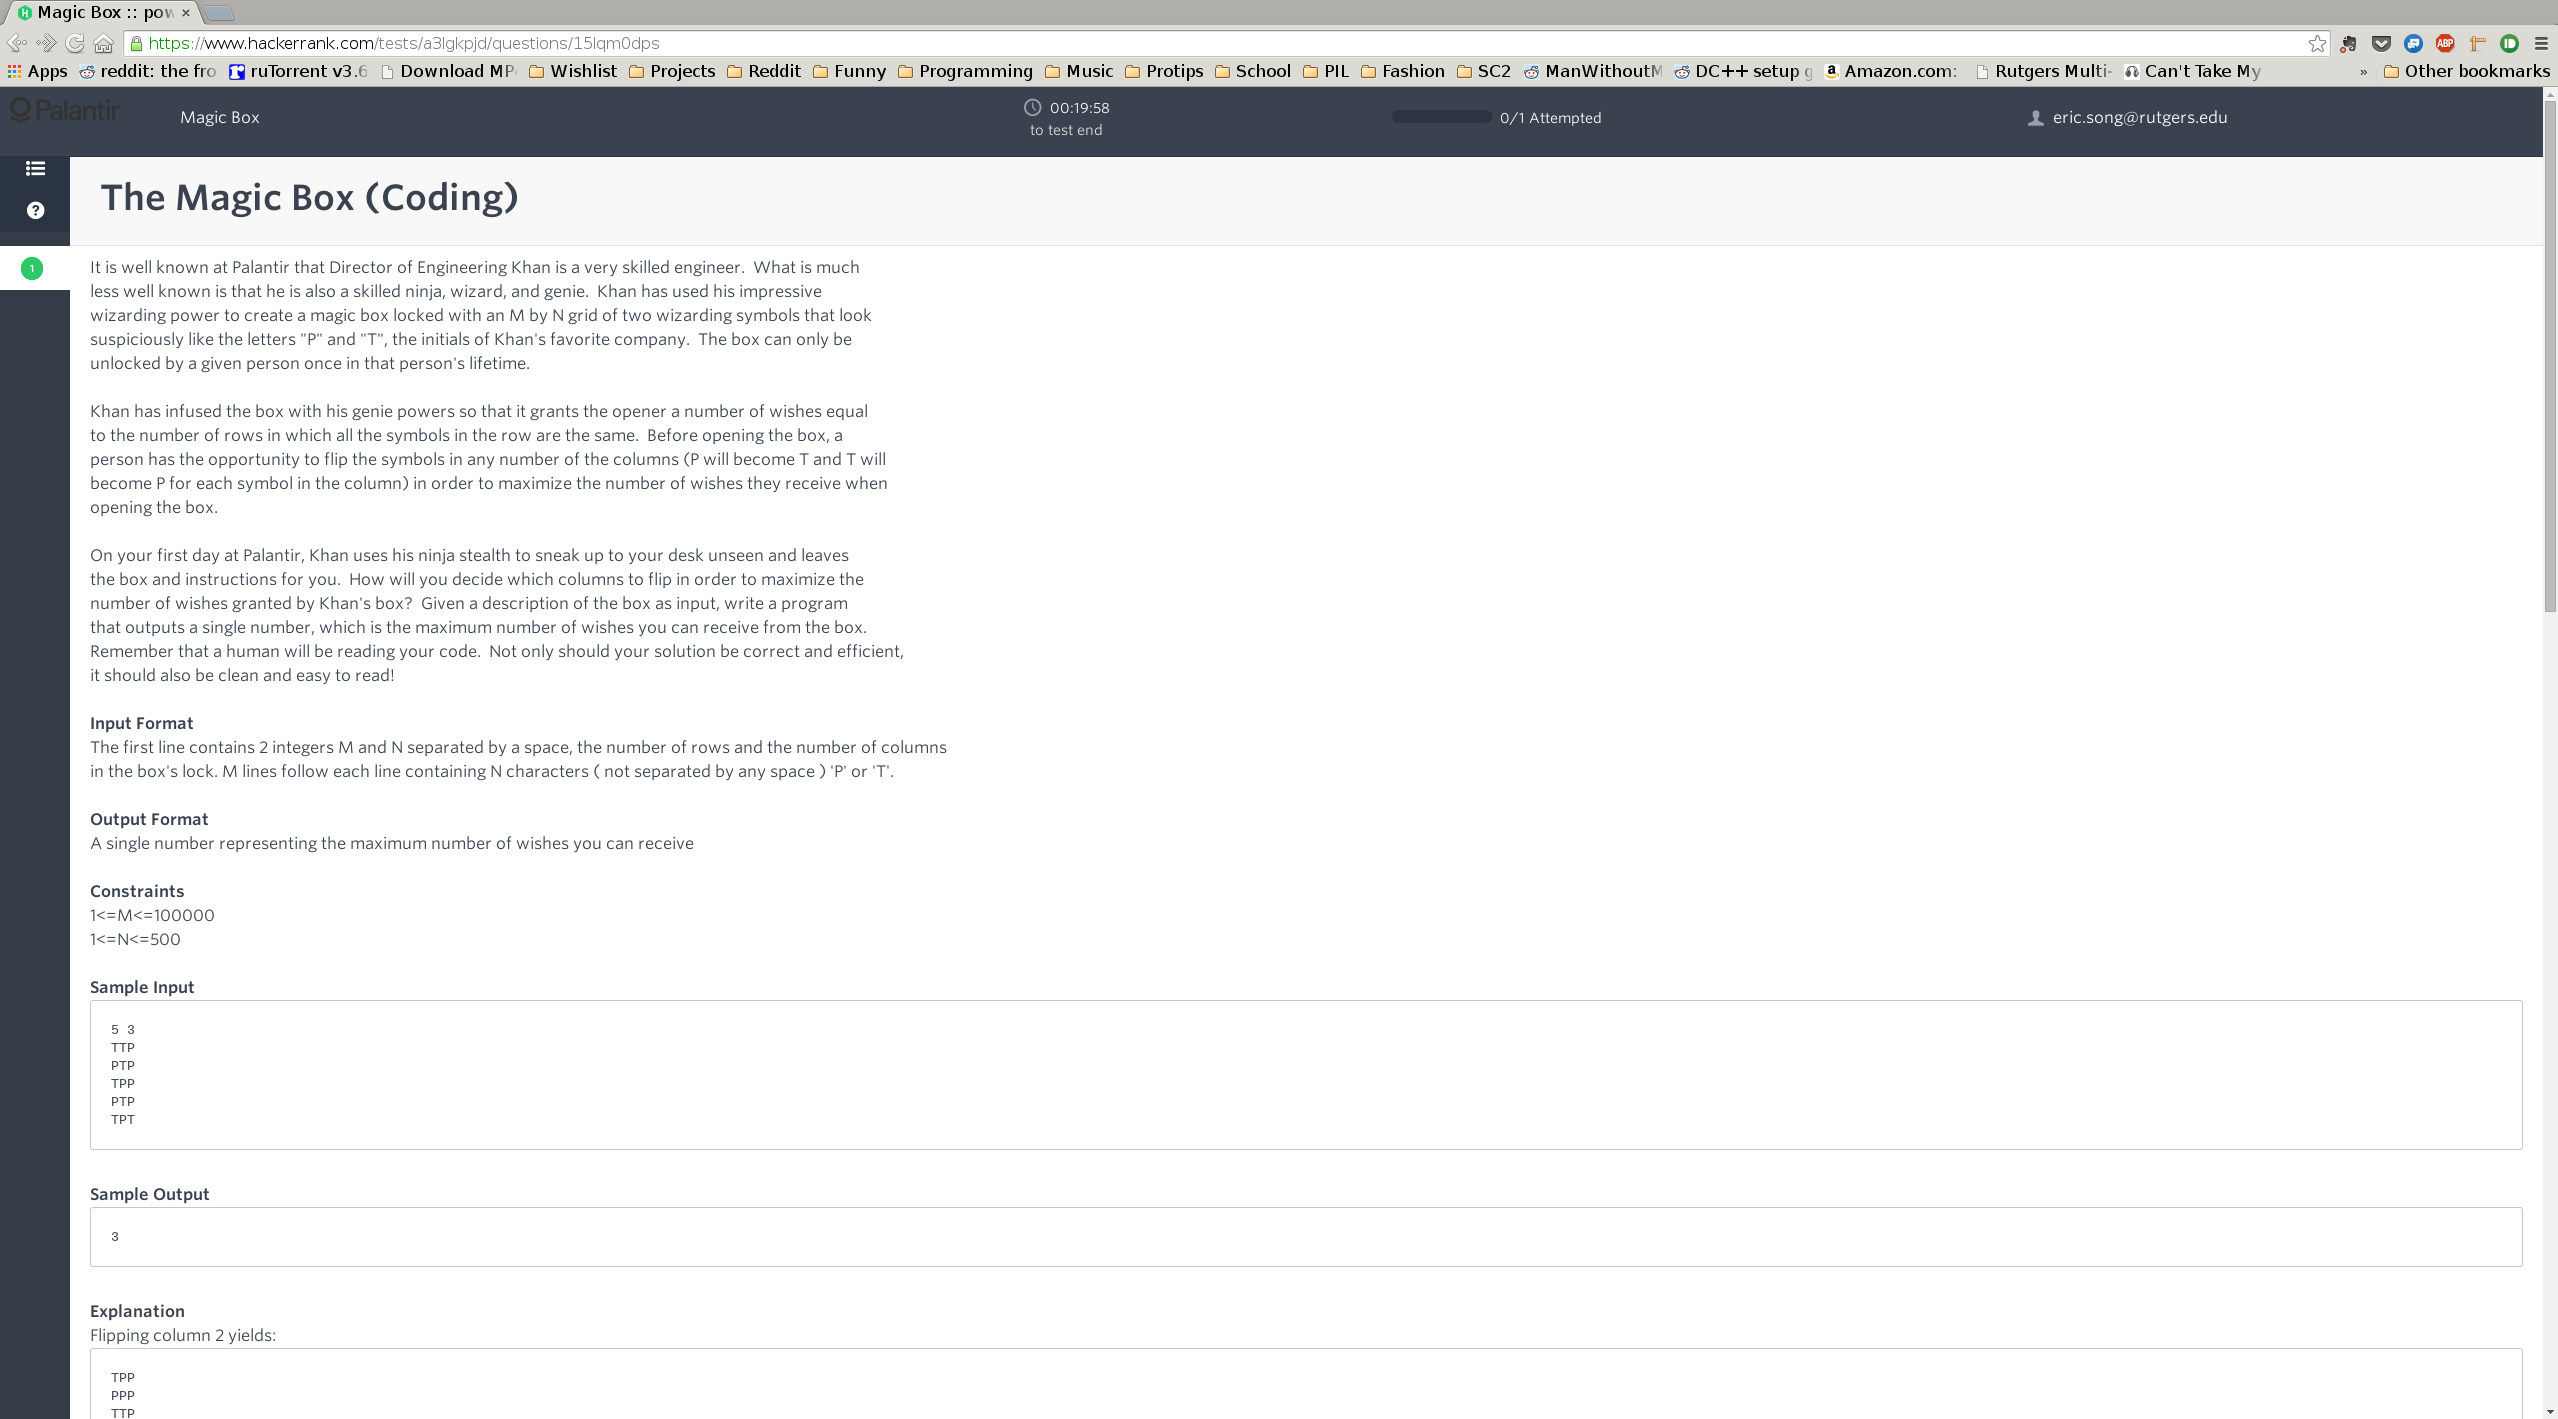 Magic Box :: pow
https://www.hackerrank.com/tests/a3lgkpjd/questions/15lqm0dps
Apps reddit: the fro ruTorrent v3.6 Download MP Wishlist Projects Reddit Funny Programming Music Protips School PIL Fashion SC2 ManWithoutM DC++ setup g Amazon.com: Rutgers Multi- Can't Take My » Other bookmarks
Palantir
Magic Box
00:19:58
to test end
0/1 Attempted
eric.song@rutgers.edu
The Magic Box (Coding)
1
It is well known at Palantir that Director of Engineering Khan is a very skilled engineer. What is much
less well known is that he is also a skilled ninja, wizard, and genie. Khan has used his impressive
wizarding power to create a magic box locked with an M by N grid of two wizarding symbols that look
suspiciously like the letters "P" and "T", the initials of Khan's favorite company. The box can only be
unlocked by a given person once in that person's lifetime.
Khan has infused the box with his genie powers so that it grants the opener a number of wishes equal
to the number of rows in which all the symbols in the row are the same. Before opening the box, a
person has the opportunity to flip the symbols in any number of the columns (P will become T and T will
become P for each symbol in the column) in order to maximize the number of wishes they receive when
opening the box.
On your first day at Palantir, Khan uses his ninja stealth to sneak up to your desk unseen and leaves
the box and instructions for you. How will you decide which columns to flip in order to maximize the
number of wishes granted by Khan's box? Given a description of the box as input, write a program
that outputs a single number, which is the maximum number of wishes you can receive from the box.
Remember that a human will be reading your code. Not only should your solution be correct and efficient,
it should also be clean and easy to read!
Input Format
The first line contains 2 integers M and N separated by a space, the number of rows and the number of columns
in the box's lock. M lines follow each line containing N characters ( not separated by any space ) 'P' or 'T'.
Output Format
A single number representing the maximum number of wishes you can receive
Constraints
1<=M<=100000
1<=N<=500
Sample Input
5 3
TTP
PTP
TPP
PTP
TPT
Sample Output
3
Explanation
Flipping column 2 yields:
TPP
PPP
TTP